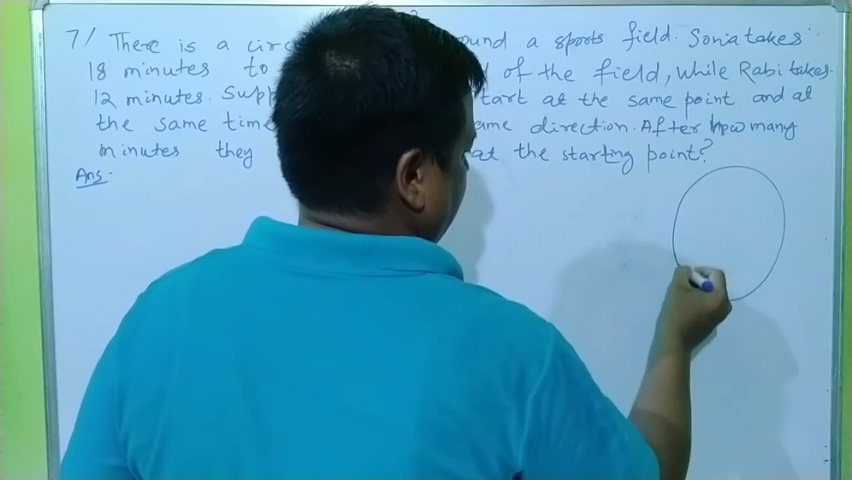 7/ There is a circ ound a sports field. Sonia takes
18 minutes to d of the field, while Rabi takes
12 minutes. Supp tart at the same point and at
the same time ame direction. After how many
minutes they at the starting point?
Ans-